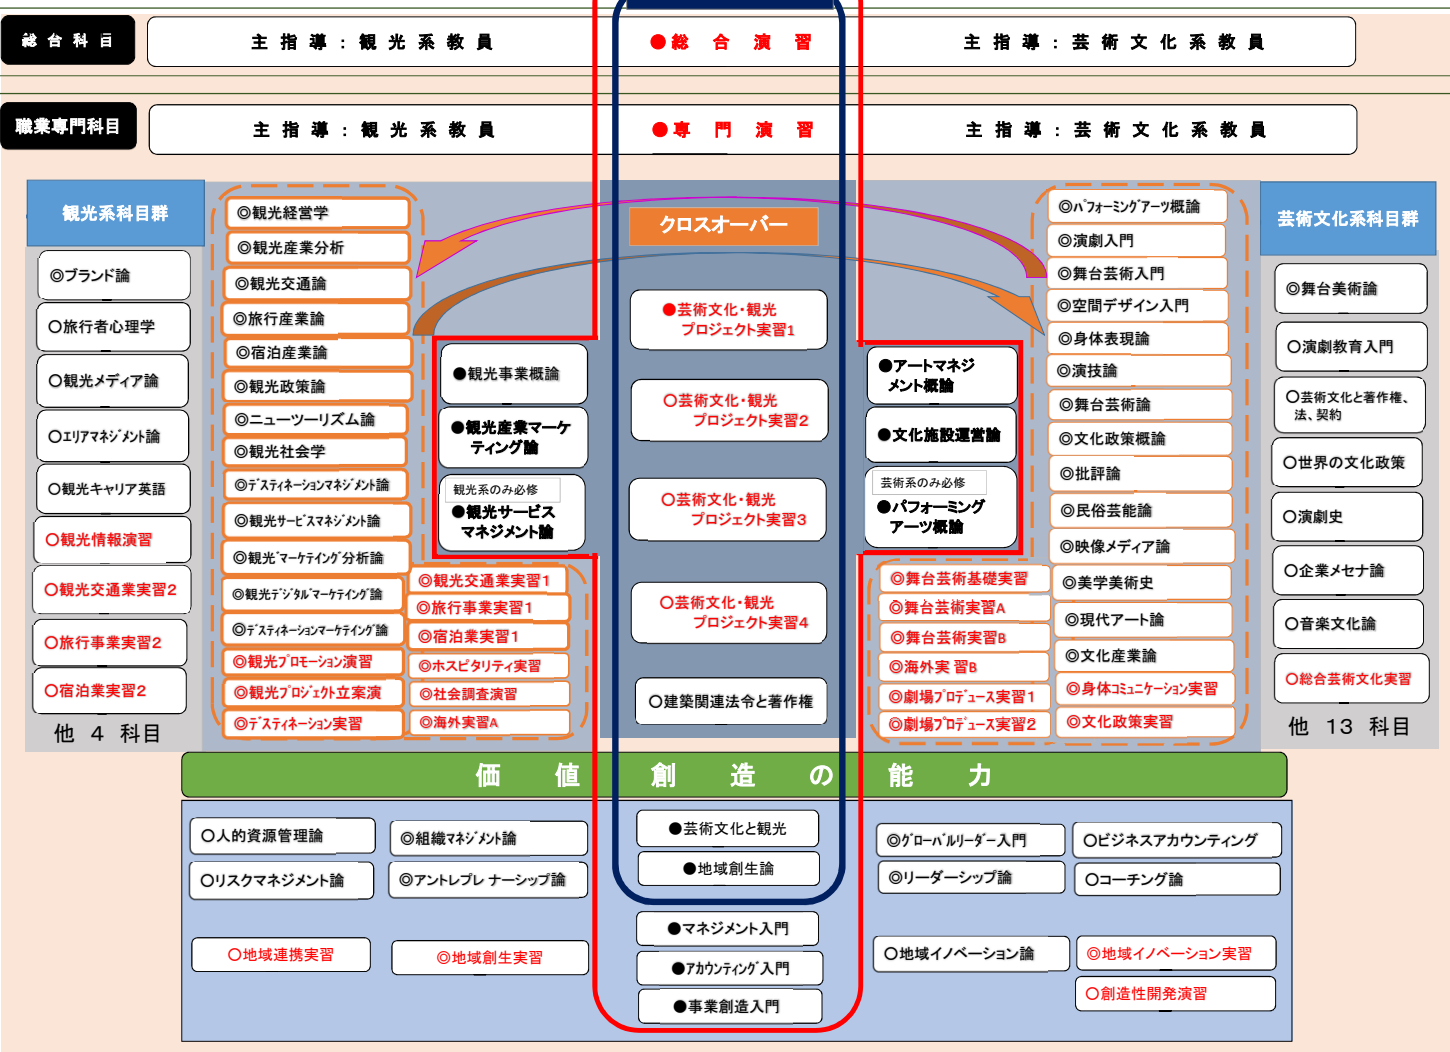 総合科目
主指導：観光系教員
●総合演習
主指導：芸術文化系教員
職業専門科目
主指導：観光系教員
●専門演習
主指導：芸術文化系教員
観光系科目群
◎ブランド論
○旅行者心理学
○観光メディア論
○エリアマネジメント論
○観光キャリア英語
○観光情報演習
○観光交通業実習2
○旅行事業実習2
○宿泊業実習2
他 4 科目
◎観光経営学
◎観光産業分析
◎観光交通論
◎旅行産業論
◎宿泊産業論
◎観光政策論
◎ニューツーリズム論
◎観光社会学
◎デスティネーションマネジメント論
◎観光サービスマネジメント論
◎観光マーケテイング分析論
◎観光デジタルマーケテイング論
◎デスティネーションマーケテイング論
◎観光プロモーション演習
◎観光プロジェクト立案演
◎デスティネーション実習
◎観光交通業実習1
◎旅行事業実習1
◎宿泊業実習1
◎ホスピタリティ実習
◎社会調査演習
◎海外実習A
●観光事業概論
●観光産業マーケ
ティング論
観光系のみ必修
●観光サービス
マネジメント論
クロスオーバー
●芸術文化・観光
プロジェクト実習1
○芸術文化・観光
プロジェクト実習2
○芸術文化・観光
プロジェクト実習3
○芸術文化・観光
プロジェクト実習4
○建築関連法令と著作権
●アートマネジ
メント概論
●文化施設運営論
芸術系のみ必修
●パフォーミング
アーツ概論
◎舞台芸術基礎実習
◎舞台芸術実習A
◎舞台芸術実習B
◎海外実 習B
◎劇場プロデュース実習1
◎劇場プロデュース実習2
◎パフォーミングアーツ概論
◎演劇入門
◎舞台芸術入門
◎空間デザイン入門
◎身体表現論
◎演技論
◎舞台芸術論
◎文化政策概論
◎批評論
◎民俗芸能論
◎映像メディア論
◎美学美術史
◎現代アート論
◎文化産業論
◎身体コミュニケーション実習
◎文化政策実習
芸術文化系科目群
◎舞台美術論
○演劇教育入門
○芸術文化と著作権、
法、契約
○世界の文化政策
○演劇史
○企業メセナ論
○音楽文化論
○総合芸術文化実習
他 13 科目
価値創造の能力
○人的資源管理論
◎組織マネジメント論
○リスクマネジメント論
◎アントレプレ ナーシップ論
○地域連携実習
◎地域創生実習
●芸術文化と観光
●地域創生論
●マネジメント入門
●アカウンティング入門
●事業創造入門
◎グローバルリーダー入門
○ビジネスアカウンティング
◎リーダーシップ論
○コーチング論
○地域イノベーション論
◎地域イノベーション実習
○創造性開発演習